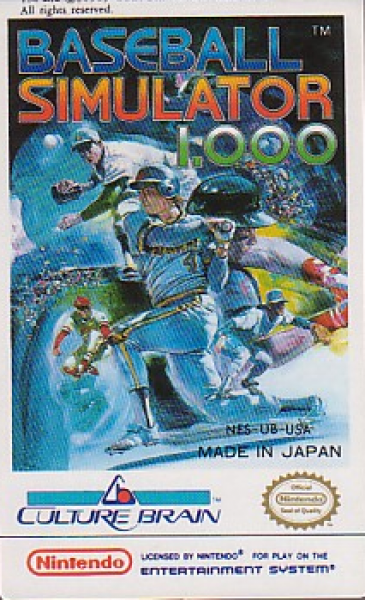 All rights reserved.
BASEBALL
SIMULATOR
1.000
TM
NES-UB-USA
MADE IN JAPAN
CULTURE BRAIN
TM
Official
Nintendo
Seal of Quality
Nintendo
LICENSED BY NINTENDO® FOR PLAY ON THE
ENTERTAINMENT SYSTEM®